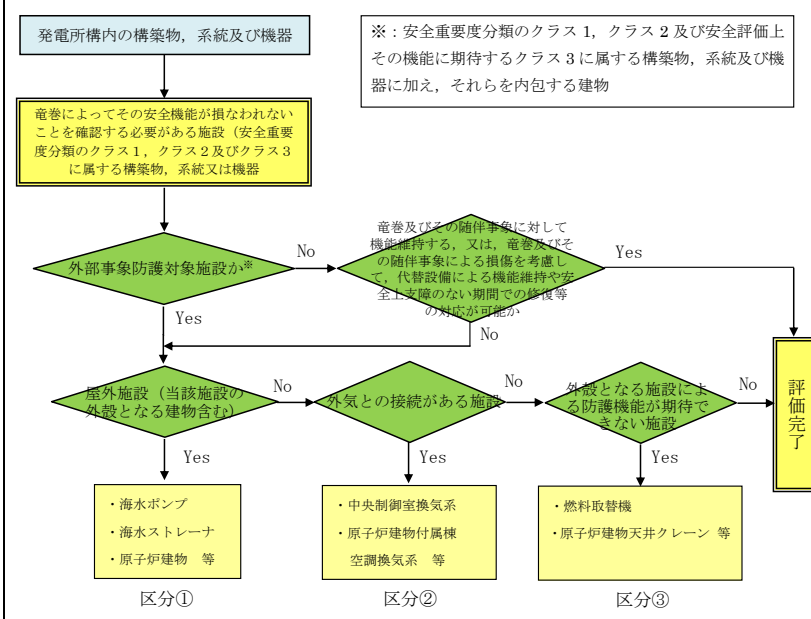 発電所構内の構築物，系統及び機器
※：安全重要度分類のクラス１，クラス２及び安全評価上
その機能に期待するクラス３に属する構築物，系統及び機
器に加え，それらを内包する建物
竜巻によってその安全機能が損なわれない
ことを確認する必要がある施設（安全重要
度分類のクラス１，クラス２及びクラス３
に属する構築物，系統又は機器
外部事象防護対象施設か※
No
竜巻及びその随伴事象に対して
機能維持する，又は，竜巻及びそ
の随伴事象による損傷を考慮し
て，代替設備による機能維持や安
全上支障のない期間での修復等
の対応が可能か
Yes
Yes
No
屋外施設（当該施設の
外殻となる建物含む）
No
外気との接続がある施設
No
外殻となる施設によ
る防護機能が期待で
きない施設
No
評価完了
Yes
Yes
Yes
・海水ポンプ
・海水ストレーナ
・原子炉建物　等
・中央制御室換気系
・原子炉建物付属棟
空調換気系　等
・燃料取替機
・原子炉建物天井クレーン 等
区分①
区分②
区分③